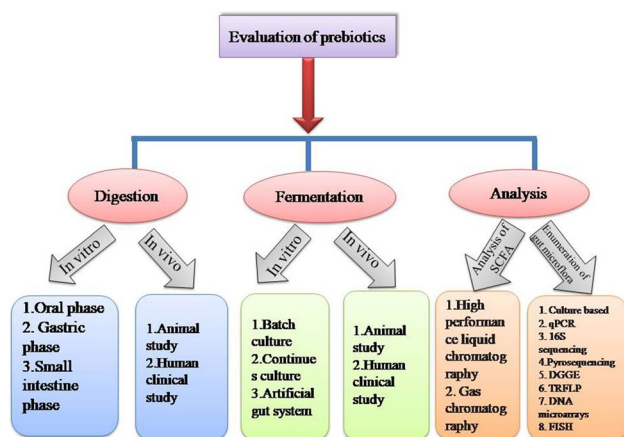 Evaluation of prebiotics
Digestion
Fermentation
Analysis
In vitro
In vivo
In vitro
In vivo
Analysis of
SCFA
Enumeration of
gut microflora
1.Oral phase
2. Gastric
phase
3.Small
intestine
phase
1.Animal
study
2.Human
clinical study
1.Batch
culture
2.Continue
s culture
3.Artificial
gut system
1.Animal
study
2.Human
clinical study
1.High
performa
nce liquid
chromatog
raphy
2. Gas
chromatog
raphy
1. Culture based
2. qPCR
3. 16S
sequencing
4.Pyrosequencing
5. DGGE
6. TRFLP
7. DNA
microarrays
8. FISH